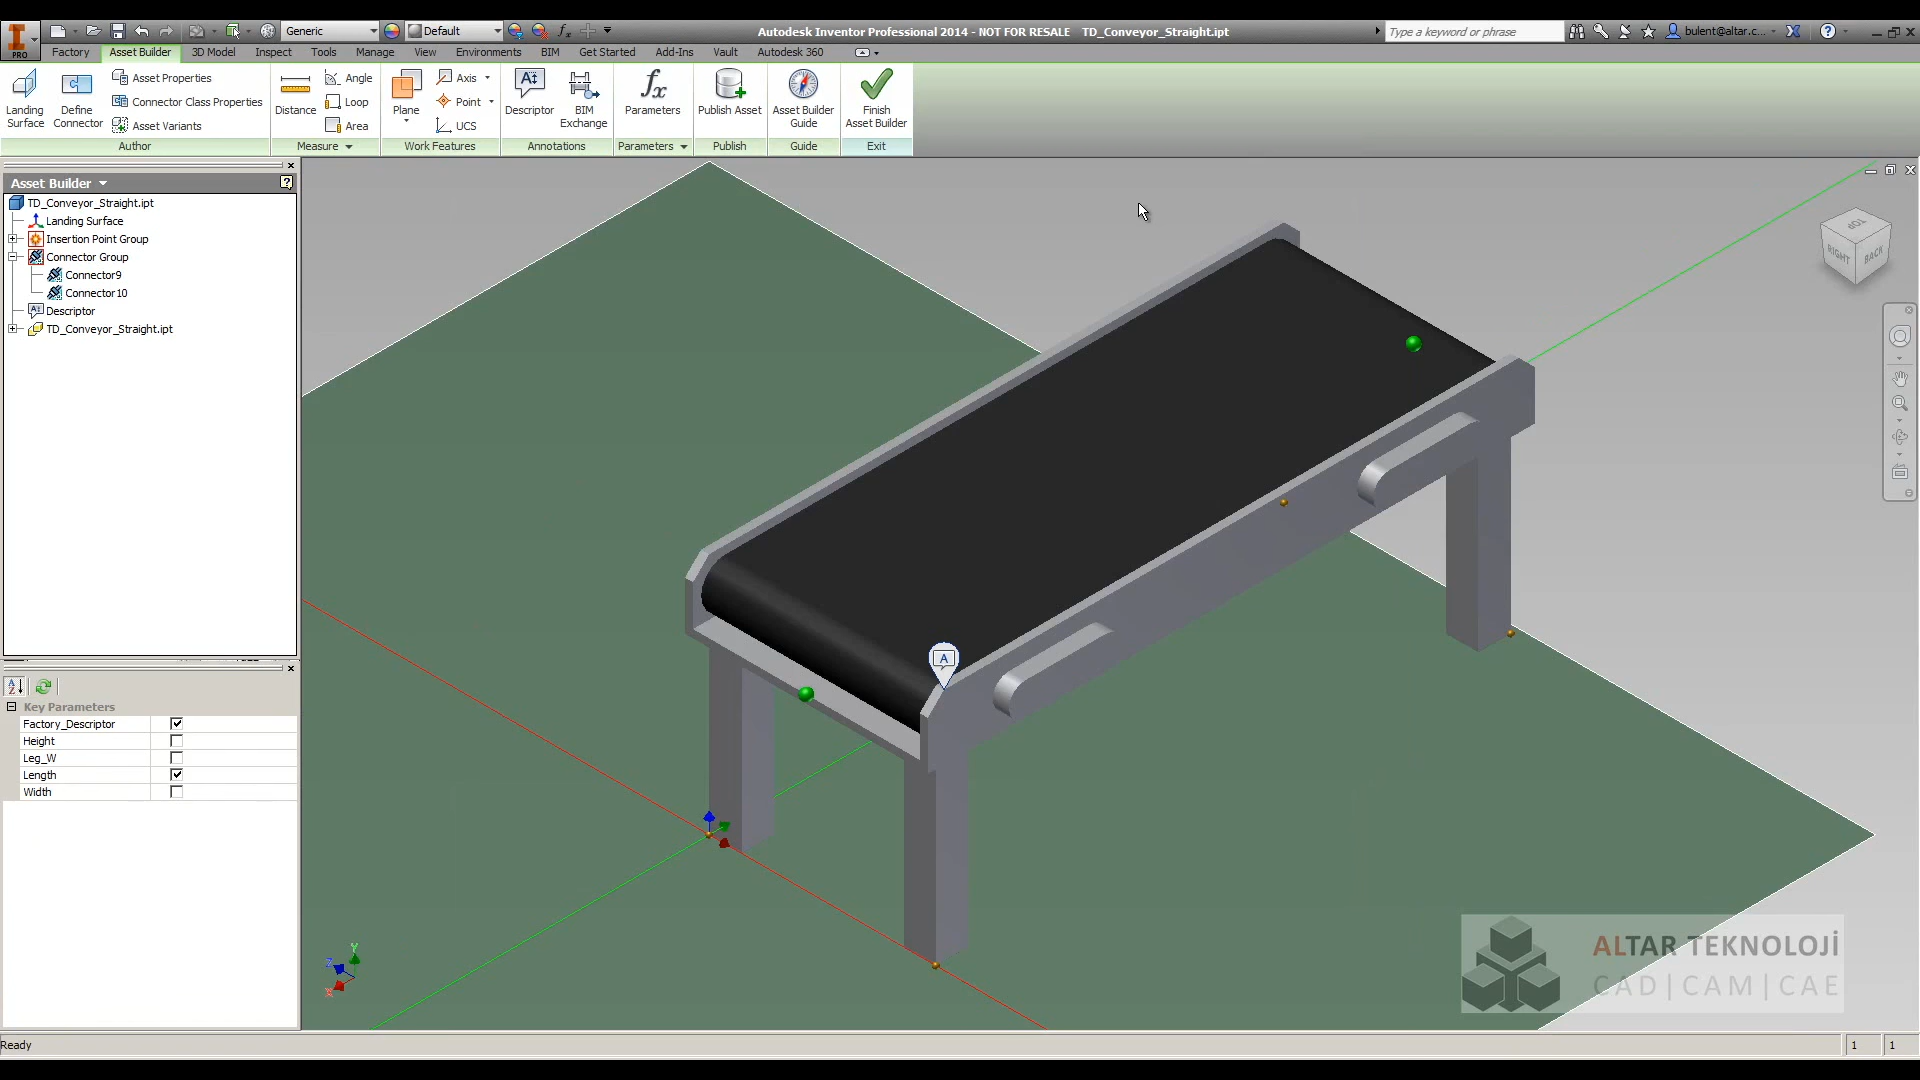 PRO
Generic
Default
Autodesk Inventor Professional 2014 - NOT FOR RESALE TD_Conveyor_Straight.ipt
Type a keyword or phrase
bulent@altar.c...
Factory
Asset Builder
3D Model
Inspect
Tools
Manage
View
Environments
BIM
Get Started
Add-Ins
Vault
Autodesk 360
Landing Surface
Define Connector
Asset Properties
Connector Class Properties
Asset Variants
Distance
Angle
Loop
Area
Plane
Axis
Point
UCS
Descriptor
BIM Exchange
Parameters
Publish Asset
Asset Builder Guide
Finish Asset Builder
Author
Measure
Work Features
Annotations
Parameters
Publish
Guide
Exit
Asset Builder
TD_Conveyor_Straight.ipt
Landing Surface
Insertion Point Group
Connector Group
Connector9
Connector10
Descriptor
TD_Conveyor_Straight.ipt
Key Parameters
Factory_Descriptor
Height
Leg_W
Length
Width
TOP
RIGHT
BACK
A
Y
Z
X
ALTAR TEKNOLOJİ
CAD|CAM|CAE
Ready
1
1